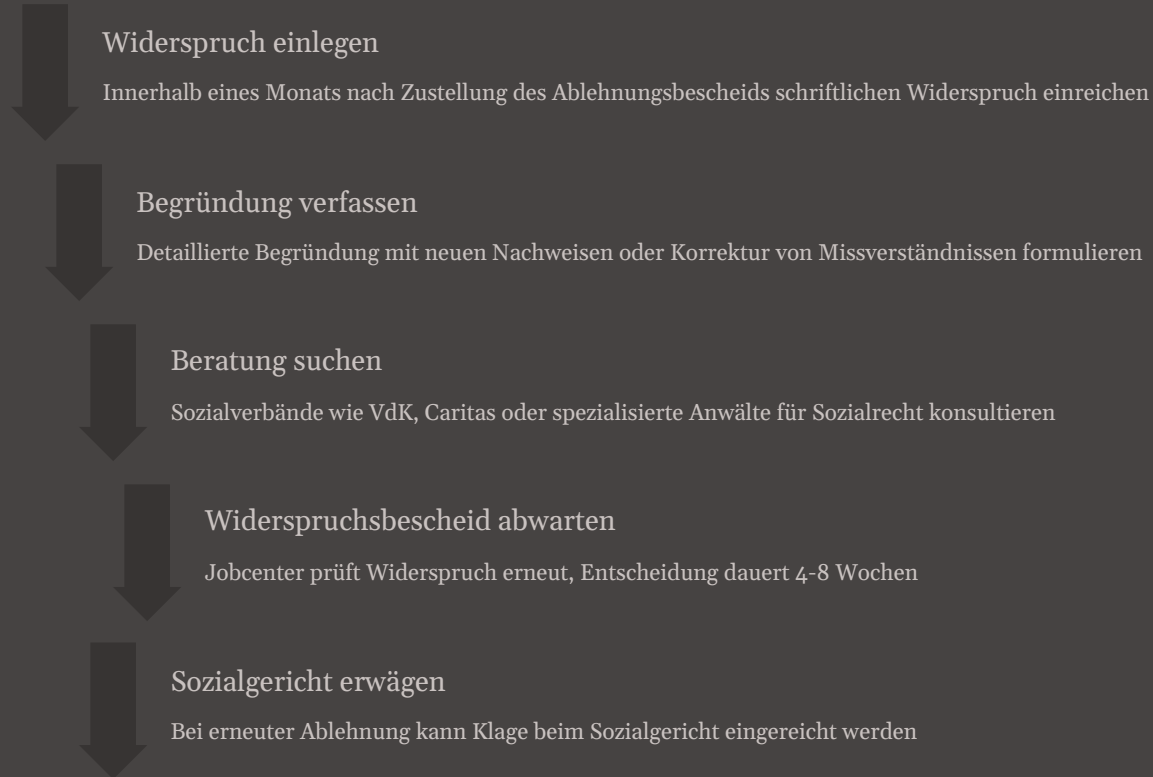 Widerspruch einlegen
Innerhalb eines Monats nach Zustellung des Ablehnungsbescheids schriftlichen Widerspruch einreichen
Begründung verfassen
Detaillierte Begründung mit neuen Nachweisen oder Korrektur von Missverständnissen formulieren
Beratung suchen
Sozialverbände wie VdK, Caritas oder spezialisierte Anwälte für Sozialrecht konsultieren
Widerspruchsbescheid abwarten
Jobcenter prüft Widerspruch erneut, Entscheidung dauert 4-8 Wochen
Sozialgericht erwägen
Bei erneuter Ablehnung kann Klage beim Sozialgericht eingereicht werden